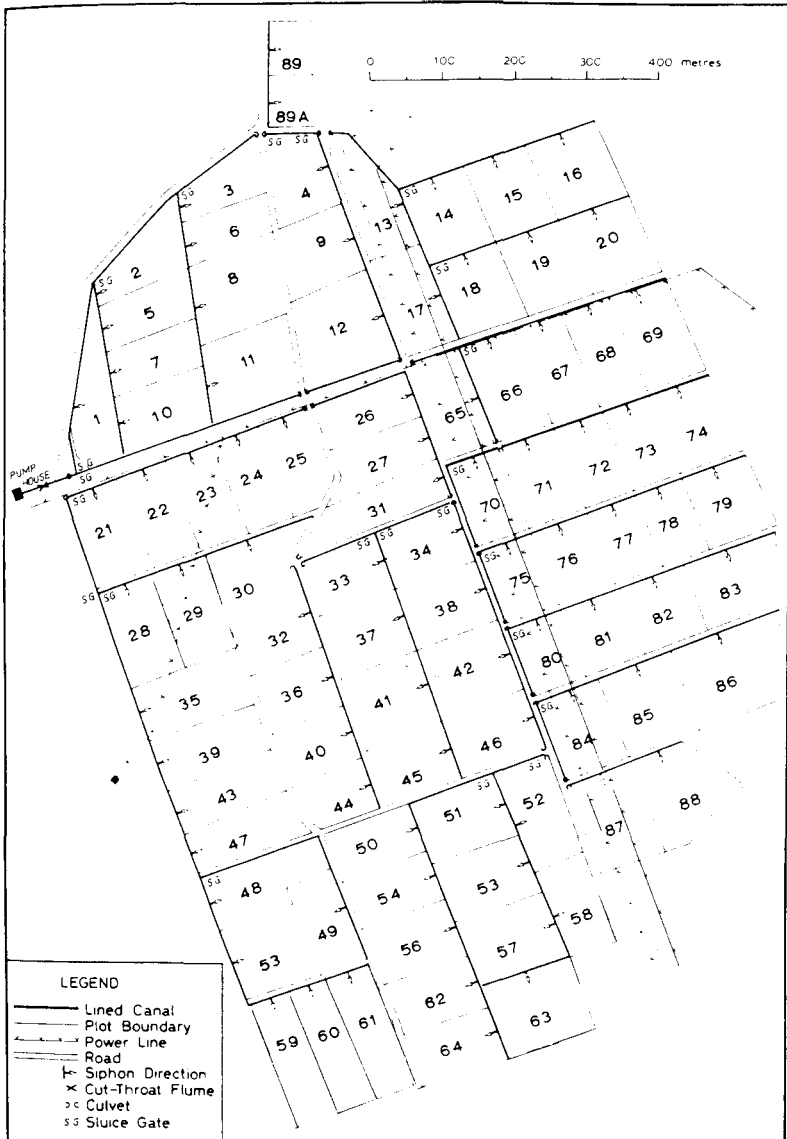 89
0 100 200 300 400 metres
89A
SG SG
3
4
16
SG
SG
15
14
13
6
9
20
2
8
19
SG
SG
18
5
17
12
7
11
69
68
67
SG
66
1
10
26
65
74
25
73
PUMP
HOUSE
SG
SG
24
27
72
23
71
SG
22
79
SG
21
31
70
78
SG
77
SG
34
76
SG
33
75
83
30
SG
SG
38
82
29
28
37
81
SG
32
80
42
86
36
41
85
35
SG
46
84
40
39
45
SG
88
43
44
51
SG
52
87
47
50
SG
48
54
53
58
49
56
57
53
62
63
61
60
59
64
LEGEND
Lined Canal
Plot Boundary
Power Line
Road
Siphon Direction
Cut-Throat Flume
Culvet
SG Sluice Gate